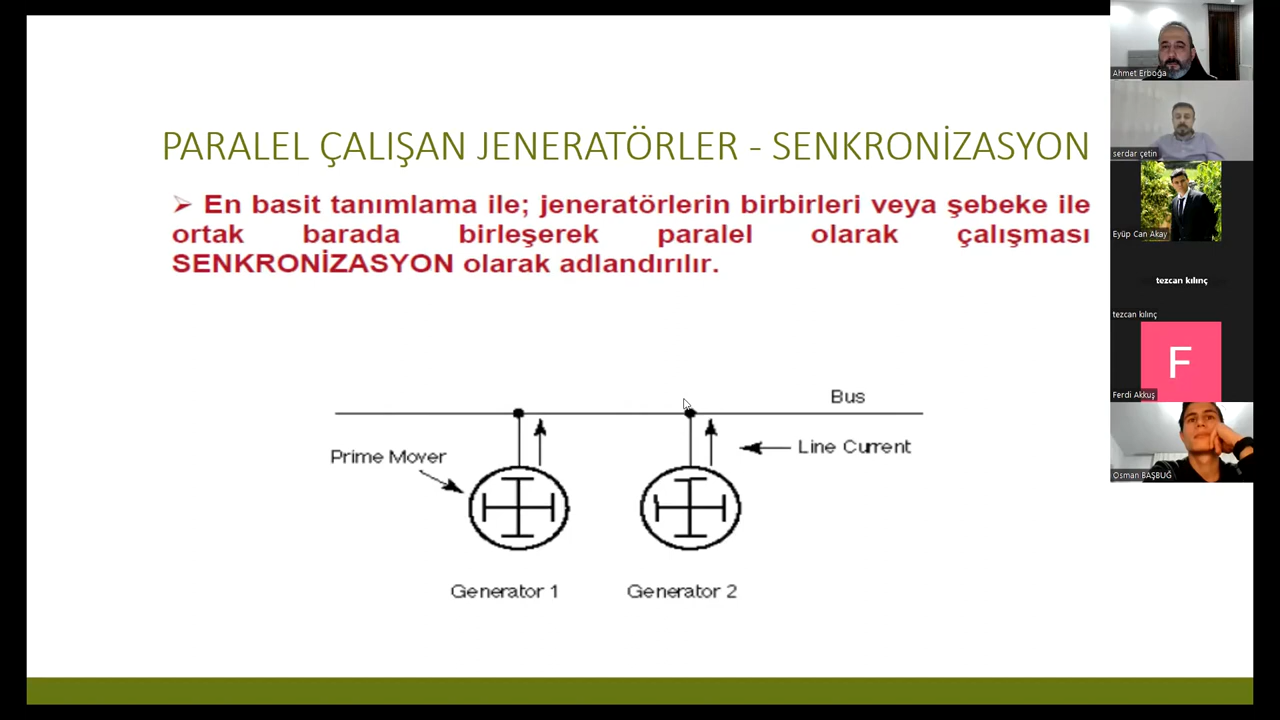 PARALEL ÇALIŞAN JENERATÖRLER - SENKRONİZASYON
➢ En basit tanımlama ile; jeneratörlerin birbirleri veya şebeke ile
ortak barada birleşerek paralel olarak çalışması
SENKRONİZASYON olarak adlandırılır.
Bus
Prime Mover
Line Current
Generator 1
Generator 2
Ahmet Erboğa
serdar çetin
Eyüp Can Akay
tezcan kılınç
tezcan kılınç
F
Ferdi Akkuş
Osman BAŞBUĞ